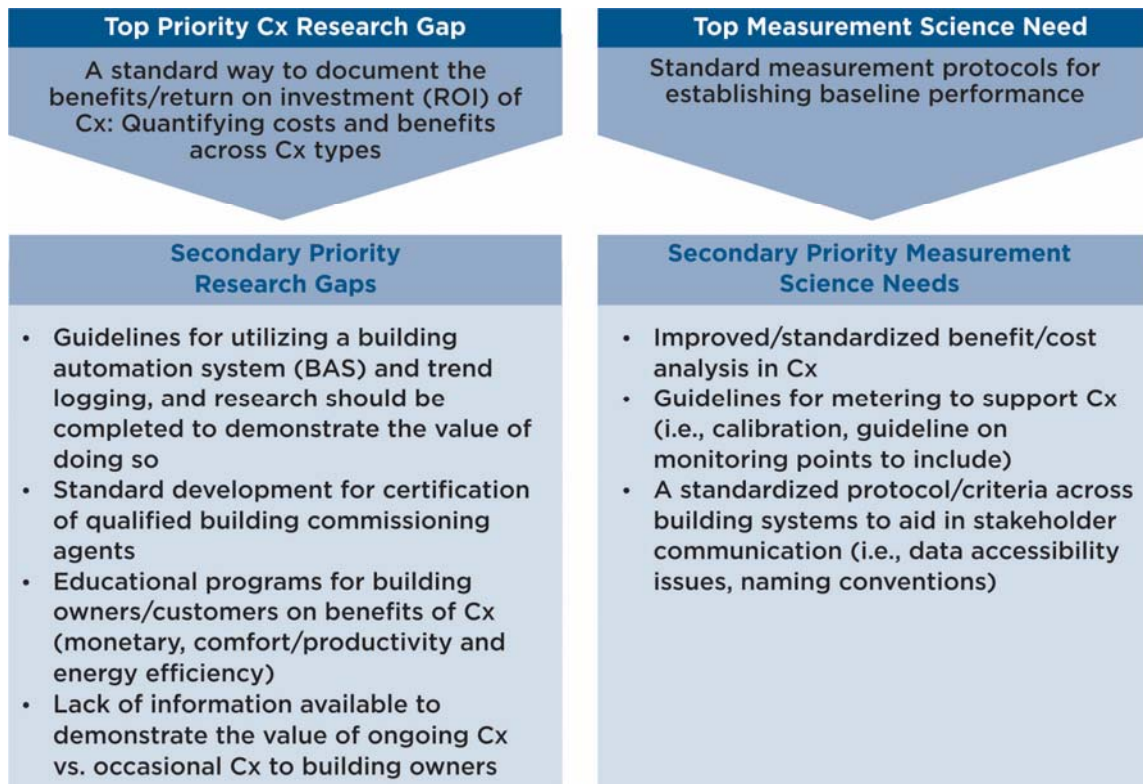 Top Priority Cx Research Gap
A standard way to document the
benefits/return on investment (ROI) of
Cx: Quantifying costs and benefits
across Cx types
Secondary Priority
Research Gaps
• Guidelines for utilizing a building
automation system (BAS) and trend
logging, and research should be
completed to demonstrate the value of
doing so
• Standard development for certification
of qualified building commissioning
agents
• Educational programs for building
owners/customers on benefits of Cx
(monetary, comfort/productivity and
energy efficiency)
• Lack of information available to
demonstrate the value of ongoing Cx
vs. occasional Cx to building owners
Top Measurement Science Need
Standard measurement protocols for
establishing baseline performance
Secondary Priority Measurement
Science Needs
• Improved/standardized benefit/cost
analysis in Cx
• Guidelines for metering to support Cx
(i.e., calibration, guideline on
monitoring points to include)
• A standardized protocol/criteria across
building systems to aid in stakeholder
communication (i.e., data accessibility
issues, naming conventions)